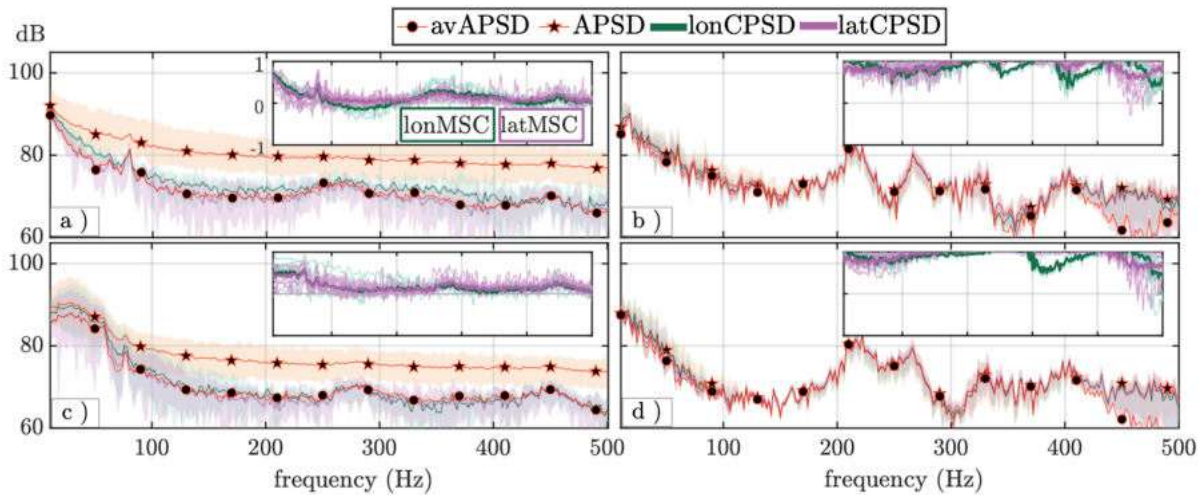 avAPSD APSD lonCPSD latCPSD
dB
100
80
60
1
0
-1
lonMSC latMSC
a )
b )
100
80
60
c )
d )
100 200 300 400 500 100 200 300 400 500
frequency (Hz) frequency (Hz)